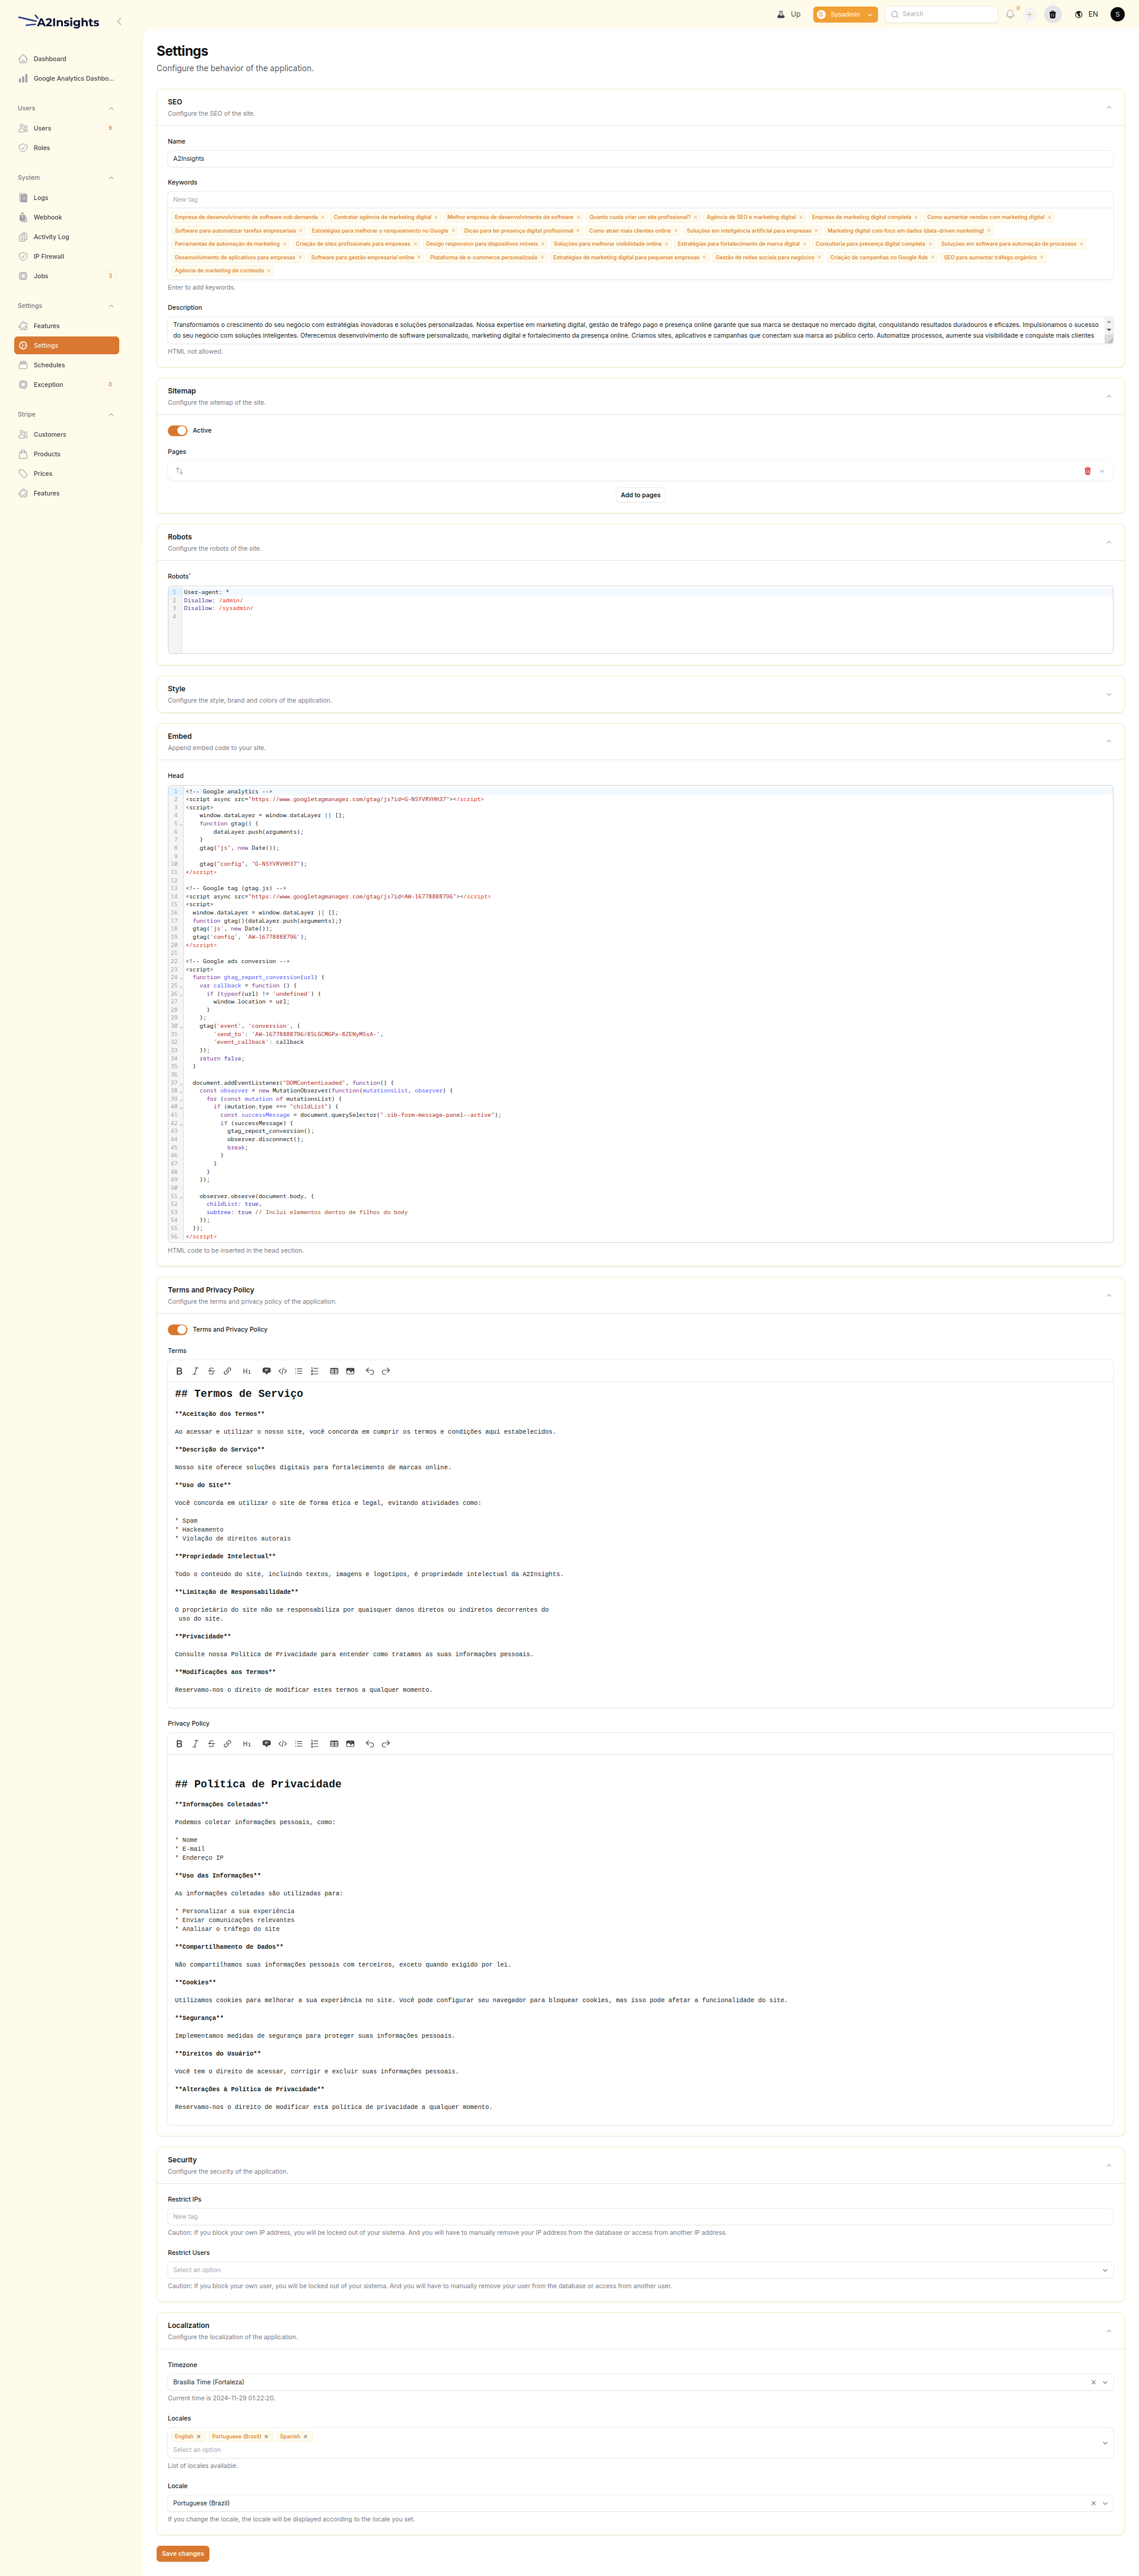 A2Insights
Up
Sysadmin
Search
0
EN
S
Dashboard
Google Analytics Dashbo...
Users
Users 6
Roles
System
Logs
Webhook
Activity Log
IP Firewall
Jobs 3
Settings
Features
Settings
Schedules
Exception 0
Stripe
Customers
Products
Prices
Features
Settings
Configure the behavior of the application.
SEO
Configure the SEO of the site.
Name
A2Insights
Keywords
New tag
Empresa de desenvolvimento de software sob demanda × Contratar agência de marketing digital × Melhor empresa de desenvolvimento de software × Quanto custa criar um site profissional? × Agência de SEO e marketing digital × Empresa de marketing digital completa × Como aumentar vendas com marketing digital ×
Software para automatizar tarefas empresariais × Estratégias para melhorar o ranqueamento no Google × Dicas para ter presença digital profissional × Como atrair mais clientes online × Soluções em inteligência artificial para empresas × Marketing digital com foco em dados (data-driven marketing) ×
Ferramentas de automação de marketing × Criação de sites profissionais para empresas × Design responsivo para dispositivos móveis × Soluções para melhorar visibilidade online × Estratégias para fortalecimento de marca digital × Consultoria para presença digital completa × Soluções em software para automação de processos ×
Desenvolvimento de aplicativos para empresas × Software para gestão empresarial online × Plataforma de e-commerce personalizada × Estratégias de marketing digital para pequenas empresas × Gestão de redes sociais para negócios × Criação de campanhas no Google Ads × SEO para aumentar tráfego orgânico ×
Agência de marketing de conteúdo ×
Enter to add keywords.
Description
Transformamos o crescimento do seu negócio com estratégias inovadoras e soluções personalizadas. Nossa expertise em marketing digital, gestão de tráfego pago e presença online garante que sua marca se destaque no mercado digital, conquistando resultados duradouros e eficazes. Impulsionamos o sucesso
do seu negócio com soluções inteligentes. Oferecemos desenvolvimento de software personalizado, marketing digital e fortalecimento da presença online. Criamos sites, aplicativos e campanhas que conectam sua marca ao público certo. Automatize processos, aumente sua visibilidade e conquiste mais clientes
HTML not allowed.
Sitemap
Configure the sitemap of the site.
Active
Pages
Add to pages
Robots
Configure the robots of the site.
Robots*
1 User-agent: *
2 Disallow: /admin/
3 Disallow: /sysadmin/
4
Style
Configure the style, brand and colors of the application.
Embed
Append embed code to your site.
Head
1 <!-- Google analytics -->
2 <script async src="https://www.googletagmanager.com/gtag/js?id=G-NSYVRVHH37"></script>
3 <script>
4 window.dataLayer = window.dataLayer || [];
5 function gtag() {
6 dataLayer.push(arguments);
7 }
8 gtag("js", new Date());
9
10 gtag("config", "G-NSYVRVHH37");
11 </script>
12
13 <!-- Google tag (gtag.js) -->
14 <script async src="https://www.googletagmanager.com/gtag/js?id=AW-16778888796"></script>
15 <script>
16 window.dataLayer = window.dataLayer || [];
17 function gtag(){dataLayer.push(arguments);}
18 gtag('js', new Date());
19 gtag('config', 'AW-16778888796');
20 </script>
21
22 <!-- Google ads conversion -->
23 <script>
24 function gtag_report_conversion(url) {
25 var callback = function () {
26 if (typeof(url) != 'undefined') {
27 window.location = url;
28 }
29 };
30 gtag('event', 'conversion', {
31 'send_to': 'AW-16778888796/8SLGCM6Px-8ZENyMSsA-',
32 'event_callback': callback
33 });
34 return false;
35 }
36
37 document.addEventListener("DOMContentLoaded", function() {
38 const observer = new MutationObserver(function(mutationsList, observer) {
39 for (const mutation of mutationsList) {
40 if (mutation.type === "childList") {
41 const successMessage = document.querySelector(".sib-form-message-panel--active");
42 if (successMessage) {
43 gtag_report_conversion();
44 observer.disconnect();
45 break;
46 }
47 }
48 }
49 });
50
51 observer.observe(document.body, {
52 childList: true,
53 subtree: true // Inclui elementos dentro de filhos do body
54 });
55 });
56 </script>
HTML code to be inserted in the head section.
Terms and Privacy Policy
Configure the terms and privacy policy of the application.
Terms and Privacy Policy
Terms
## Termos de Serviço
**Aceitação dos Termos**
Ao acessar e utilizar o nosso site, você concorda em cumprir os termos e condições aqui estabelecidos.
**Descrição do Serviço**
Nosso site oferece soluções digitais para fortalecimento de marcas online.
**Uso do Site**
Você concorda em utilizar o site de forma ética e legal, evitando atividades como:
* Spam
* Hackeamento
* Violação de direitos autorais
**Propriedade Intelectual**
Todo o conteúdo do site, incluindo textos, imagens e logotipos, é propriedade intelectual da A2Insights.
**Limitação de Responsabilidade**
O proprietário do site não se responsabiliza por quaisquer danos diretos ou indiretos decorrentes do
uso do site.
**Privacidade**
Consulte nossa Política de Privacidade para entender como tratamos as suas informações pessoais.
**Modificações aos Termos**
Reservamo-nos o direito de modificar estes termos a qualquer momento.
Privacy Policy
## Política de Privacidade
**Informações Coletadas**
Podemos coletar informações pessoais, como:
* Nome
* E-mail
* Endereço IP
**Uso das Informações**
As informações coletadas são utilizadas para:
* Personalizar a sua experiência
* Enviar comunicações relevantes
* Analisar o tráfego do site
**Compartilhamento de Dados**
Não compartilhamos suas informações pessoais com terceiros, exceto quando exigido por lei.
**Cookies**
Utilizamos cookies para melhorar a sua experiência no site. Você pode configurar seu navegador para bloquear cookies, mas isso pode afetar a funcionalidade do site.
**Segurança**
Implementamos medidas de segurança para proteger suas informações pessoais.
**Direitos do Usuário**
Você tem o direito de acessar, corrigir e excluir suas informações pessoais.
**Alterações à Política de Privacidade**
Reservamo-nos o direito de modificar esta política de privacidade a qualquer momento.
Security
Configure the security of the application.
Restrict IPs
New tag
Caution: If you block your own IP address, you will be locked out of your sistema. And you will have to manually remove your IP address from the database or access from another IP address.
Restrict Users
Select an option
Caution: If you block your own user, you will be locked out of your sistema. And you will have to manually remove your user from the database or access from another user.
Localization
Configure the localization of the application.
Timezone
Brasilia Time (Fortaleza)
Current time is 2024-11-29 01:22:20.
Locales
English × Portuguese (Brazil) × Spanish ×
Select an option
List of locales available.
Locale
Portuguese (Brazil)
If you change the locale, the locale will be displayed according to the locale you set.
Save changes